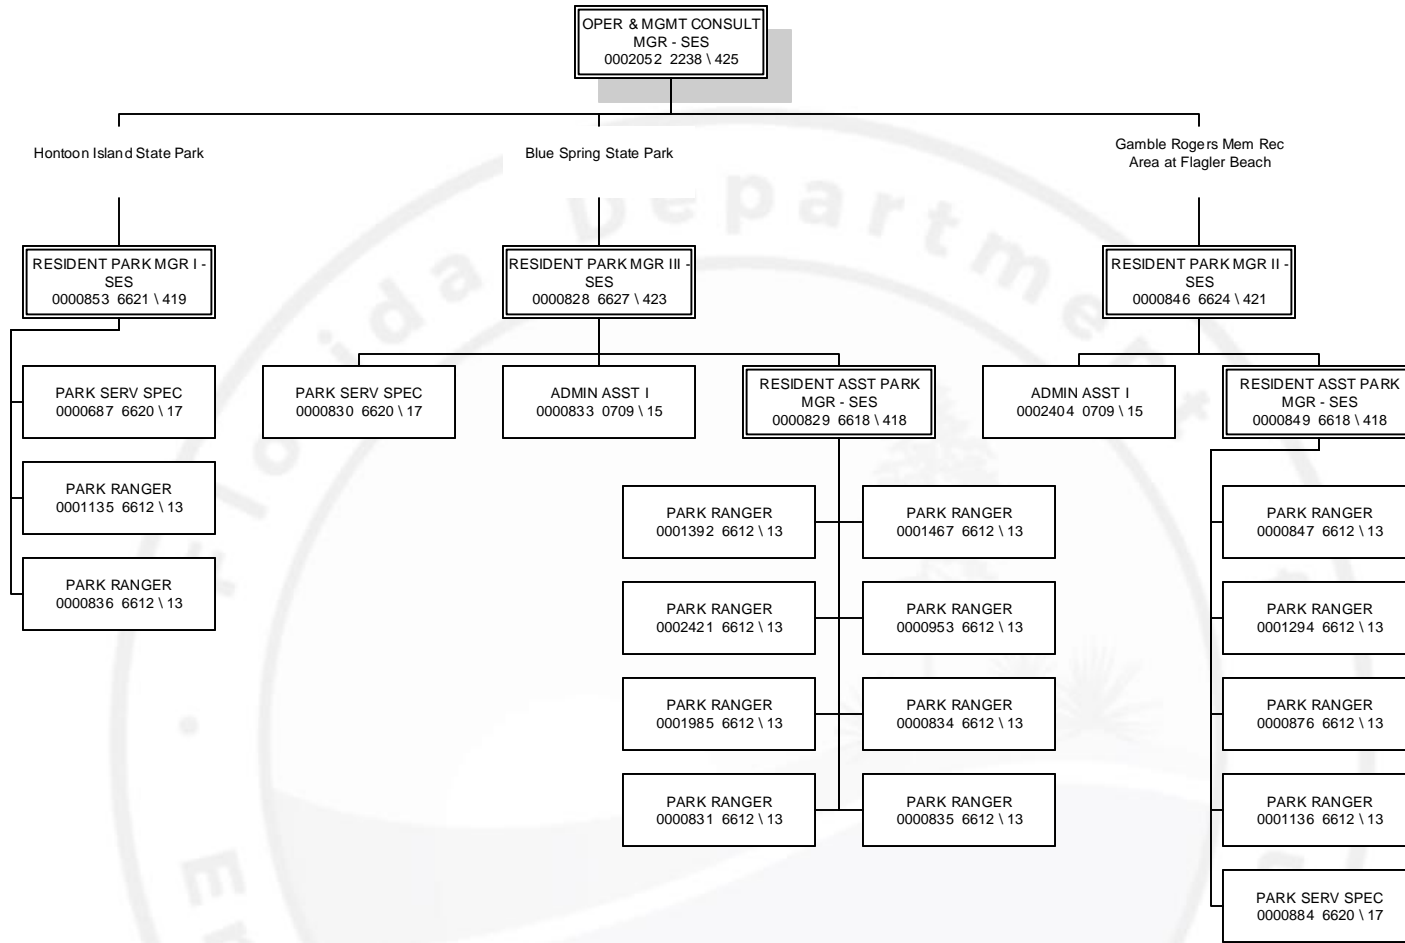 OPER & MGMT CONSULT
MGR - SES
0002052 2238 \ 425
Hontoon Island State Park
Blue Spring State Park
Gamble Rogers Mem Rec
Area at Flagler Beach
RESIDENT PARK MGR I -
SES
0000853 6621 \ 419
RESIDENT PARK MGR III -
SES
0000828 6627 \ 423
RESIDENT PARK MGR II -
SES
0000846 6624 \ 421
PARK SERV SPEC
0000687 6620 \ 17
PARK RANGER
0001135 6612 \ 13
PARK RANGER
0000836 6612 \ 13
PARK SERV SPEC
0000830 6620 \ 17
ADMIN ASST I
0000833 0709 \ 15
RESIDENT ASST PARK
MGR - SES
0000829 6618 \ 418
PARK RANGER
0001392 6612 \ 13
PARK RANGER
0001467 6612 \ 13
PARK RANGER
0002421 6612 \ 13
PARK RANGER
0000953 6612 \ 13
PARK RANGER
0001985 6612 \ 13
PARK RANGER
0000834 6612 \ 13
PARK RANGER
0000831 6612 \ 13
PARK RANGER
0000835 6612 \ 13
ADMIN ASST I
0002404 0709 \ 15
RESIDENT ASST PARK
MGR - SES
0000849 6618 \ 418
PARK RANGER
0000847 6612 \ 13
PARK RANGER
0001294 6612 \ 13
PARK RANGER
0000876 6612 \ 13
PARK RANGER
0001136 6612 \ 13
PARK SERV SPEC
0000884 6620 \ 17
Florida Department